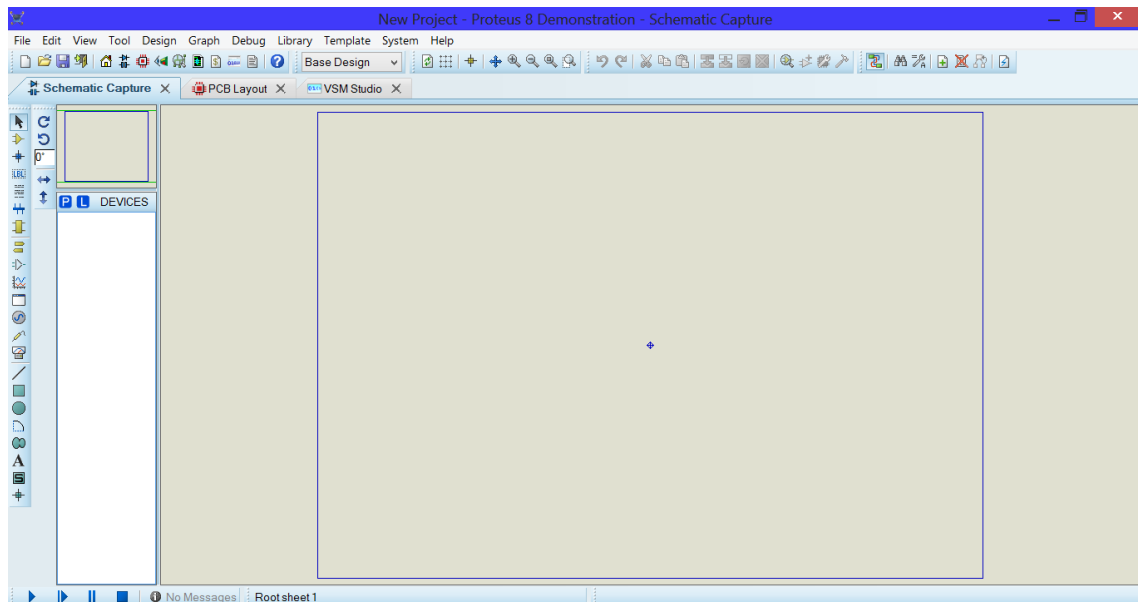 New Project - Proteus 8 Demonstration - Schematic Capture
File Edit View Tool Design Graph Debug Library Template System Help
Base Design
Schematic Capture PCB Layout VSM Studio
0°
LBL
P L DEVICES
A
S
No Messages Root sheet 1